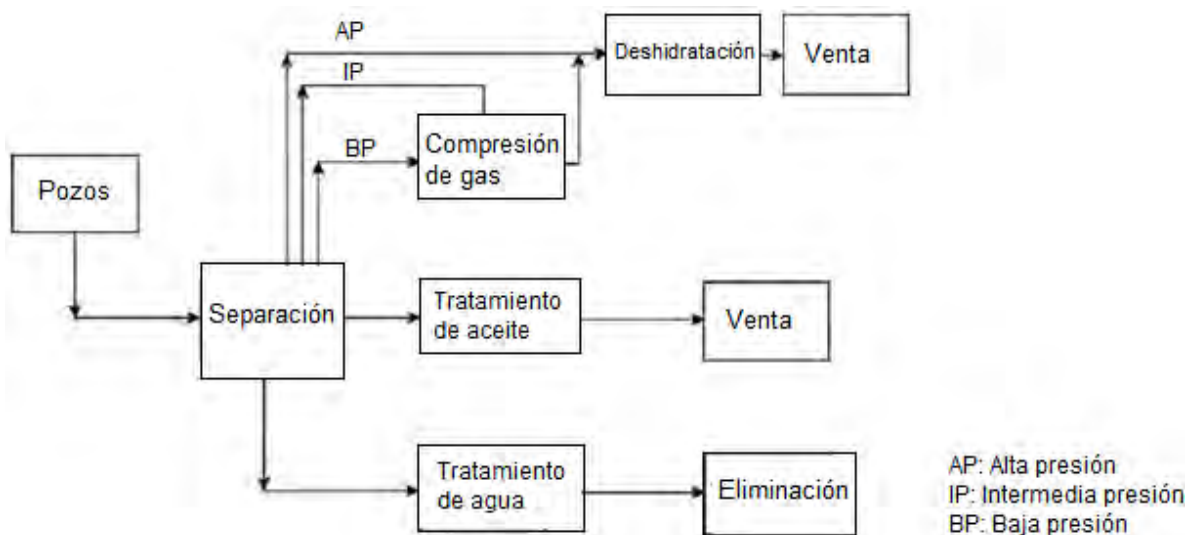 AP
Deshidratación
Venta
IP
Compresión
de gas
BP
Pozos
Separación
Tratamiento
de aceite
Venta
Tratamiento
de agua
Eliminación
AP: Alta presión
IP: Intermedia presión
BP: Baja presión